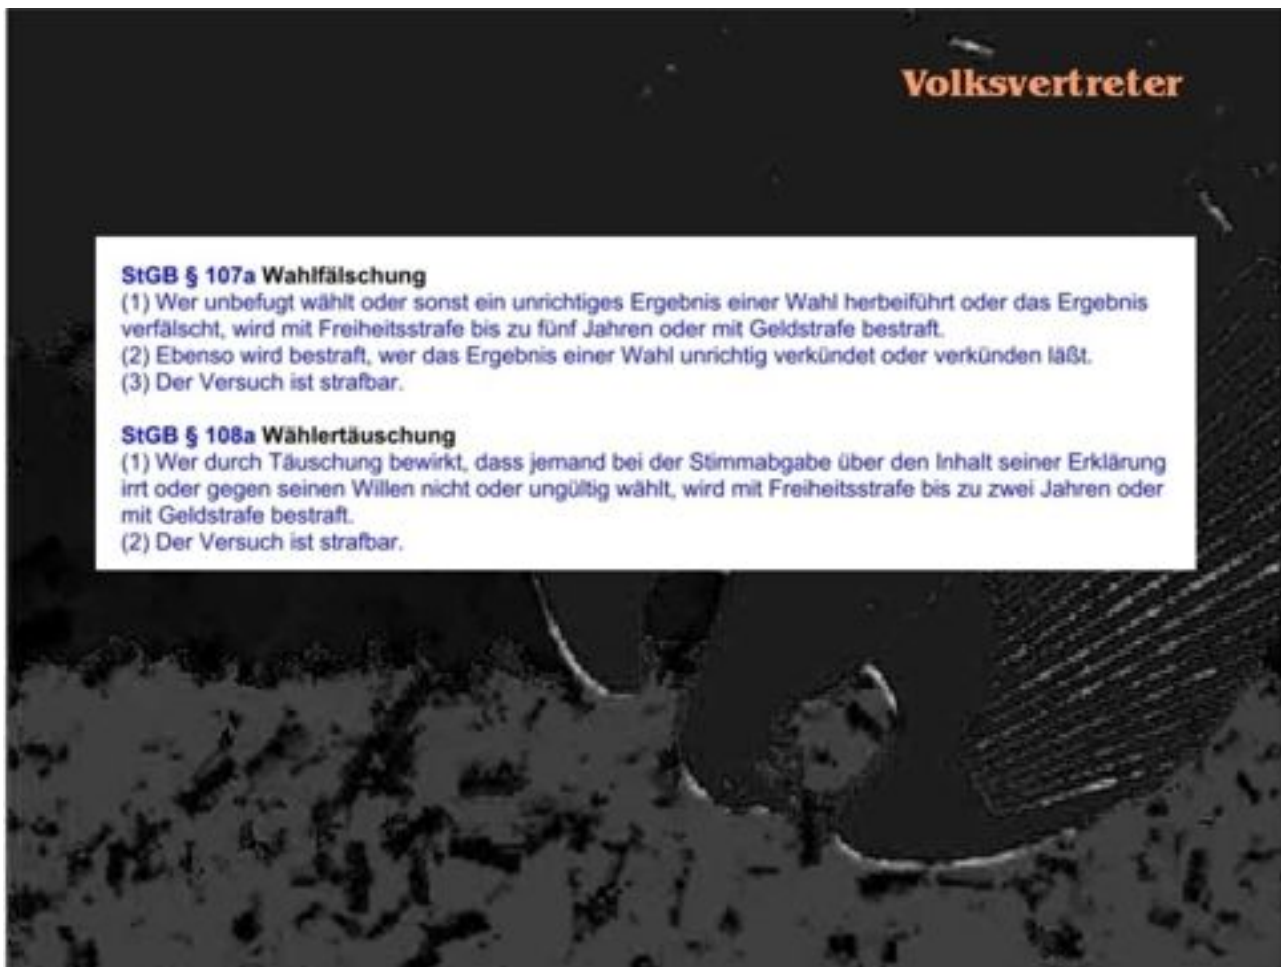 Volksvertreter
StGB § 107a Wahlfälschung
(1) Wer unbefugt wählt oder sonst ein unrichtiges Ergebnis einer Wahl herbeiführt oder das Ergebnis
verfälscht, wird mit Freiheitsstrafe bis zu fünf Jahren oder mit Geldstrafe bestraft.
(2) Ebenso wird bestraft, wer das Ergebnis einer Wahl unrichtig verkündet oder verkünden läßt.
(3) Der Versuch ist strafbar.
StGB § 108a Wählertäuschung
(1) Wer durch Täuschung bewirkt, dass jemand bei der Stimmabgabe über den Inhalt seiner Erklärung
irrt oder gegen seinen Willen nicht oder ungültig wählt, wird mit Freiheitsstrafe bis zu zwei Jahren oder
mit Geldstrafe bestraft.
(2) Der Versuch ist strafbar.